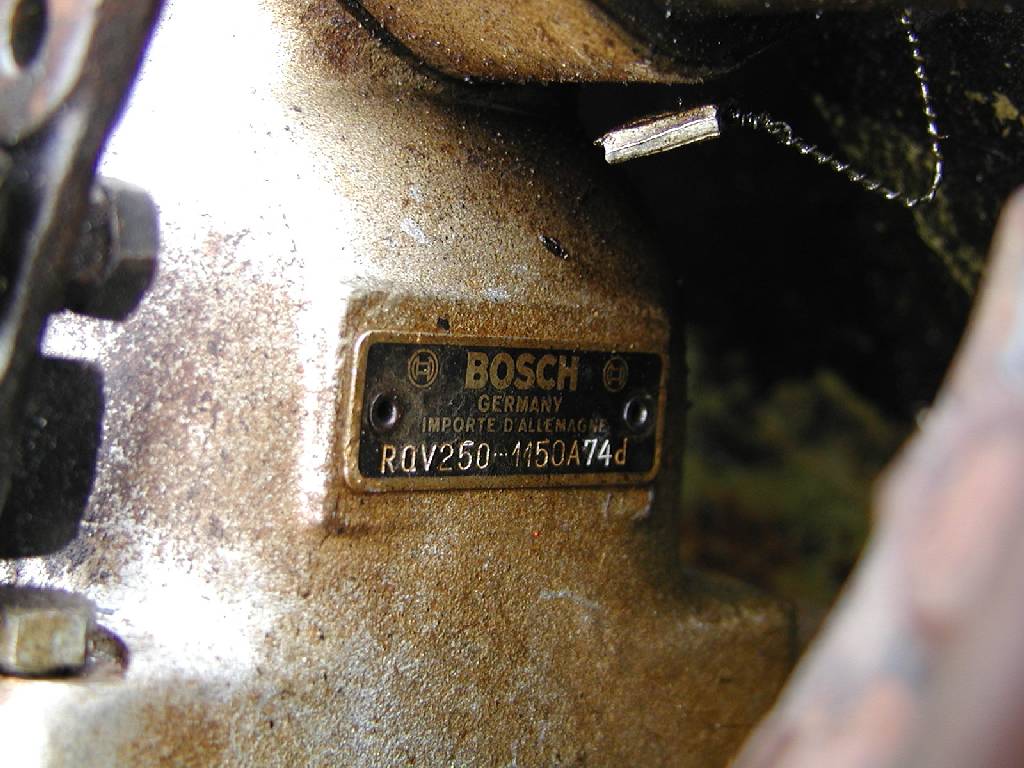 BOSCH
GERMANY
IMPORTE D'ALLEMAGNE
RQV250-1150A74d